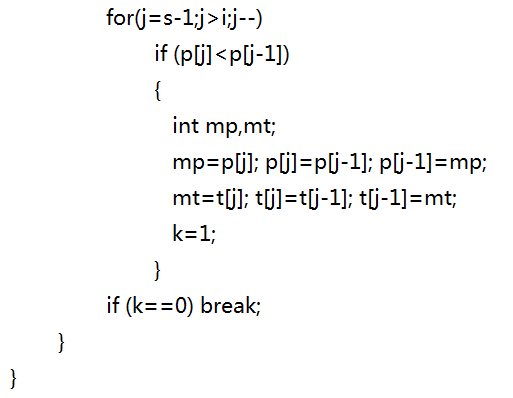 for(j=s-1;j>i;j--)
if (p[j]<p[j-1])
{
int mp,mt;
mp=p[j]; p[j]=p[j-1]; p[j-1]=mp;
mt=t[j]; t[j]=t[j-1]; t[j-1]=mt;
k=1;
}
if (k==0) break;
}
}